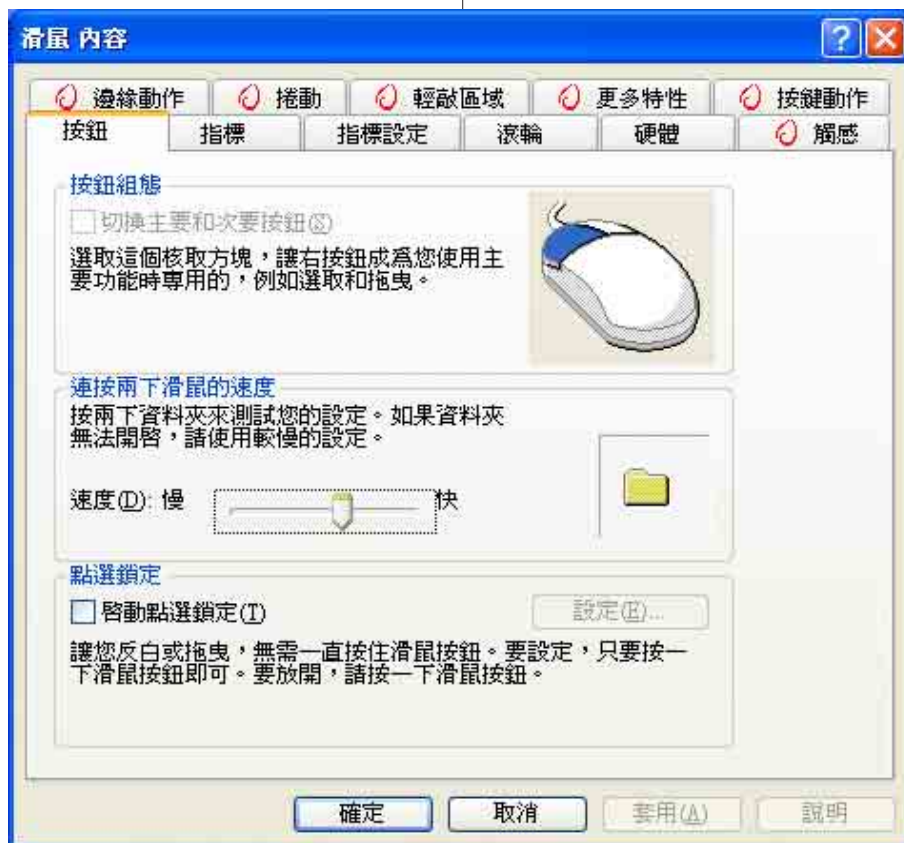 滑鼠 內容
邊緣動作 捲動 輕敲區域 更多特性 按鍵動作
按鈕 指標 指標設定 滾輪 硬體 觸感
按鈕組態
切換主要和次要按鈕(S)
選取這個核取方塊，讓右按鈕成爲您使用主
要功能時專用的，例如選取和拖曳。
連按兩下滑鼠的速度
按兩下資料夾來測試您的設定。如果資料夾
無法開啓，請使用較慢的設定。
速度(D): 慢 快
點選鎖定
啓動點選鎖定(T) 設定(E)...
讓您反白或拖曳，無需一直按住滑鼠按鈕。要設定，只要按一
下滑鼠按鈕即可。要放開，請按一下滑鼠按鈕。
確定 取消 套用(A) 說明